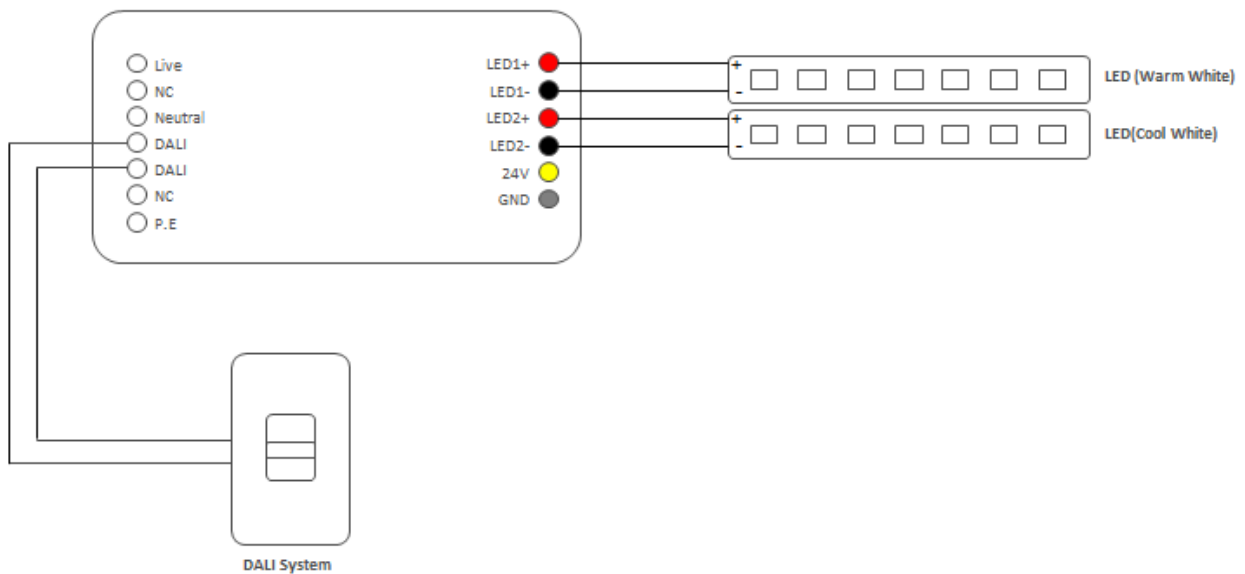 Live
NC
Neutral
DALI
DALI
NC
P.E
LED1+
LED1-
LED2+
LED2-
24V
GND
+
-
LED (Warm White)
+
-
LED(Cool White)
DALI System